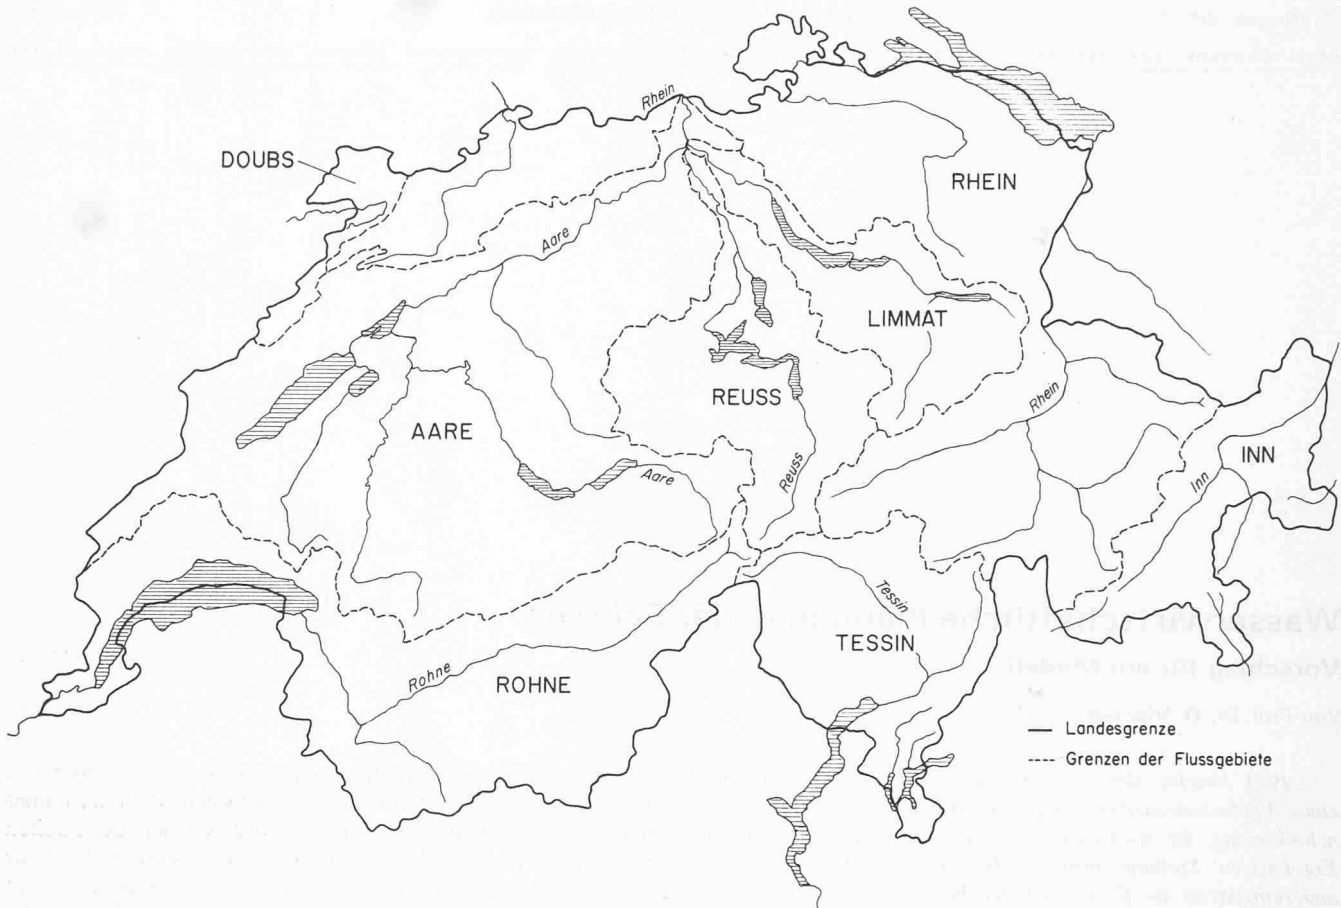 Rhein
DOUBS
RHEIN
Aare
LIMMAT
REUSS
Rhein
AARE
Reuss
Aare
Inn
INN
Tessin
TESSIN
Rohne
ROHNE
Landesgrenze
Grenzen der Flussgebiete